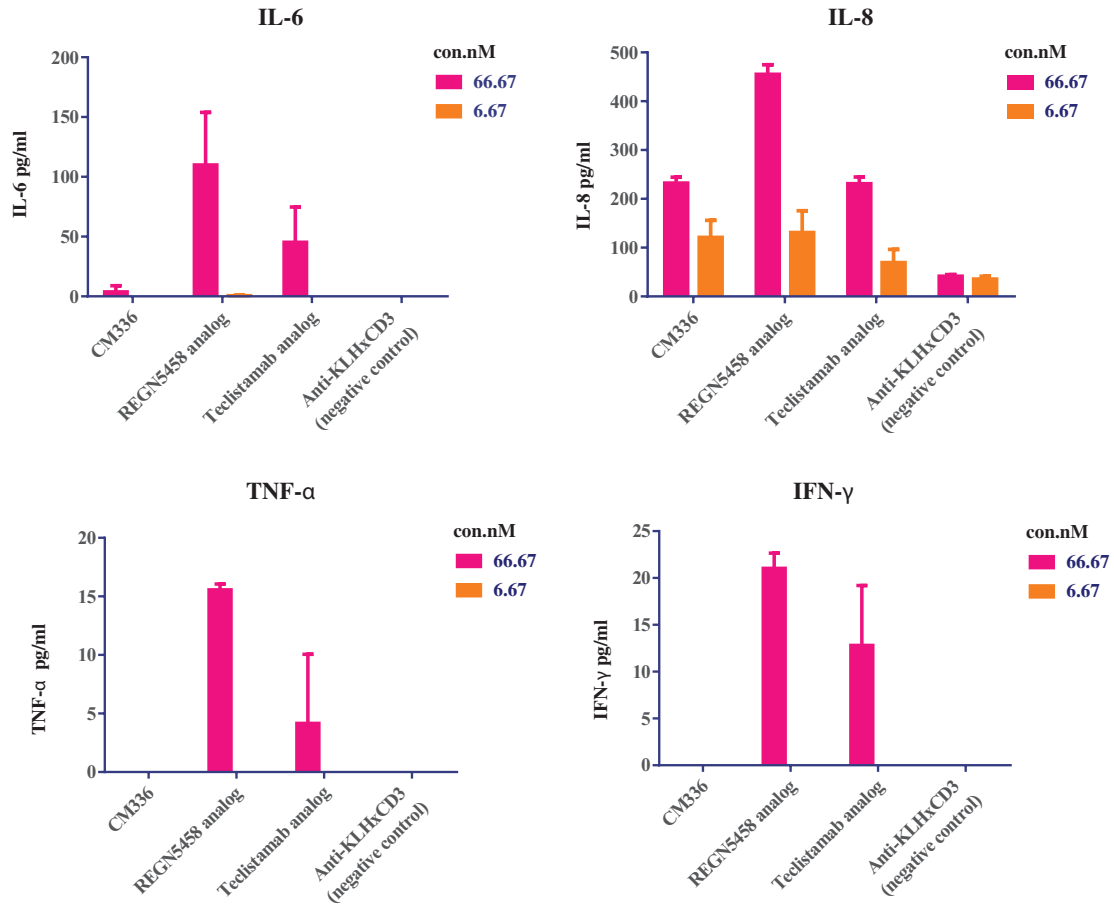 IL-6
con.nM
66.67
6.67
IL-6 pg/ml
200
150
100
50
0
CM336
REGN5458 analog
Teclistamab analog
Anti-KLHxCD3
(negative control)
IL-8
con.nM
66.67
6.67
IL-8 pg/ml
500
400
300
200
100
0
CM336
REGN5458 analog
Teclistamab analog
Anti-KLHxCD3
(negative control)
TNF-α
con.nM
66.67
6.67
TNF-α pg/ml
20
15
10
5
0
CM336
REGN5458 analog
Teclistamab analog
Anti-KLHxCD3
(negative control)
IFN-γ
con.nM
66.67
6.67
IFN-γ pg/ml
25
20
15
10
5
0
CM336
REGN5458 analog
Teclistamab analog
Anti-KLHxCD3
(negative control)